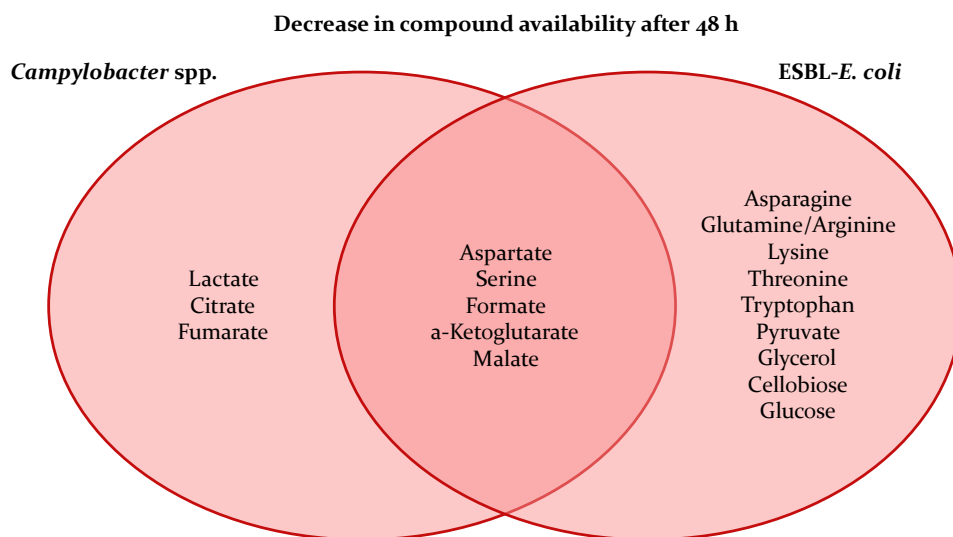 Decrease in compound availability after 48 h
Campylobacter spp.
ESBL-E. coli
Lactate
Citrate
Fumarate
Aspartate
Serine
Formate
a-Ketoglutarate
Malate
Asparagine
Glutamine/Arginine
Lysine
Threonine
Tryptophan
Pyruvate
Glycerol
Cellobiose
Glucose